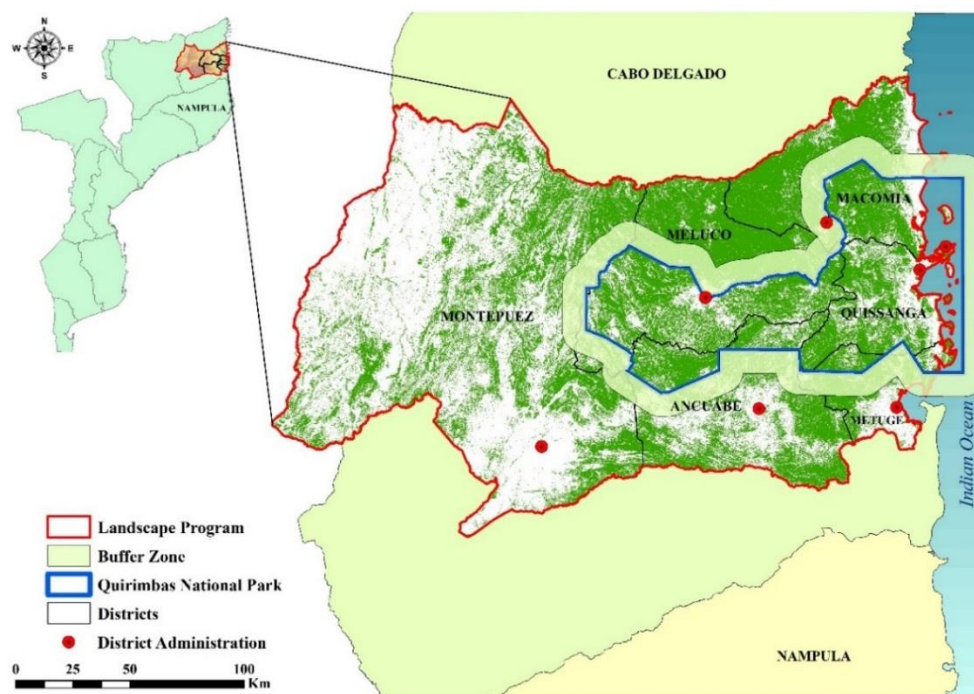 N
W E
S
NAMPULA
CABO DELGADO
MACOMIA
MELUCO
QUISSANGA
MONTEPUEZ
ANCUABE
METUGE
Indian Ocean
Landscape Program
Buffer Zone
Quirimbas National Park
Districts
District Administration
0 25 50 100
Km
NAMPULA